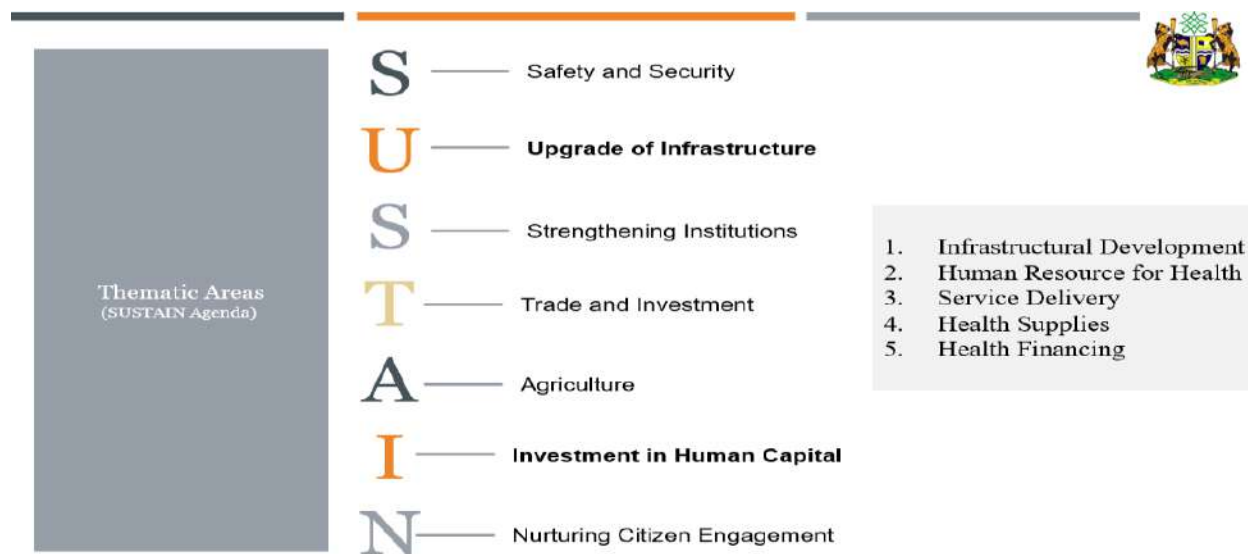 Thematic Areas
(SUSTAIN Agenda)
S Safety and Security
U Upgrade of Infrastructure
S Strengthening Institutions
T Trade and Investment
A Agriculture
I Investment in Human Capital
N Nurturing Citizen Engagement
1. Infrastructural Development
2. Human Resource for Health
3. Service Delivery
4. Health Supplies
5. Health Financing